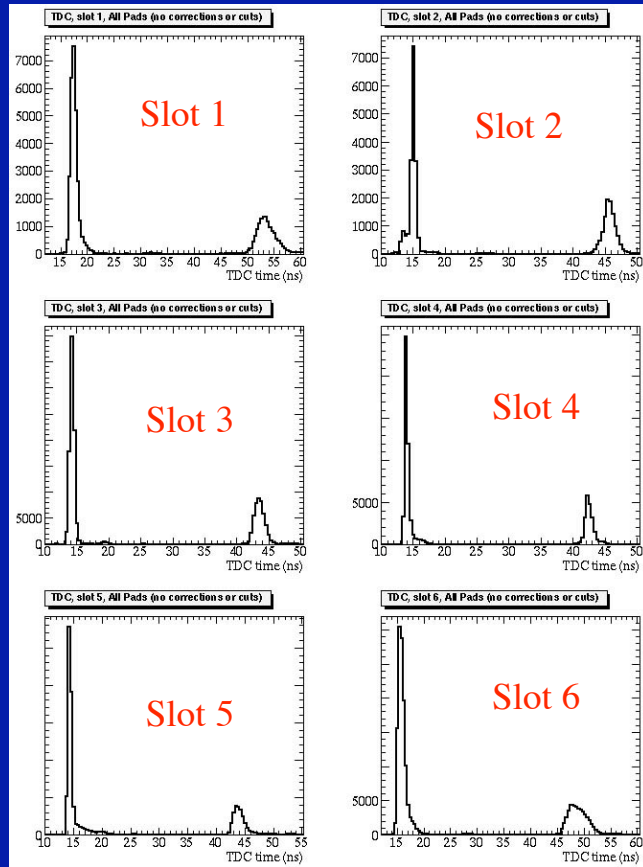 TDC, slot 1, All Pads (no corrections or cuts)
7000
6000
5000
4000
3000
2000
1000
0
Slot 1
15 20 25 30 35 40 45 50 55 60
TDC time (ns)
TDC, slot 2, All Pads (no corrections or cuts)
7000
6000
5000
4000
3000
2000
1000
0
Slot 2
10 15 20 25 30 35 40 45 50
TDC time (ns)
TDC, slot 3, All Pads (no corrections or cuts)
5000
0
Slot 3
10 15 20 25 30 35 40 45 50
TDC time (ns)
TDC, slot 4, All Pads (no corrections or cuts)
5000
0
Slot 4
10 15 20 25 30 35 40 45 50
TDC time (ns)
TDC, slot 5, All Pads (no corrections or cuts)
0
Slot 5
10 15 20 25 30 35 40 45 50 55
TDC time (ns)
TDC, slot 6, All Pads (no corrections or cuts)
5000
0
Slot 6
15 20 25 30 35 40 45 50 55 60
TDC time (ns)